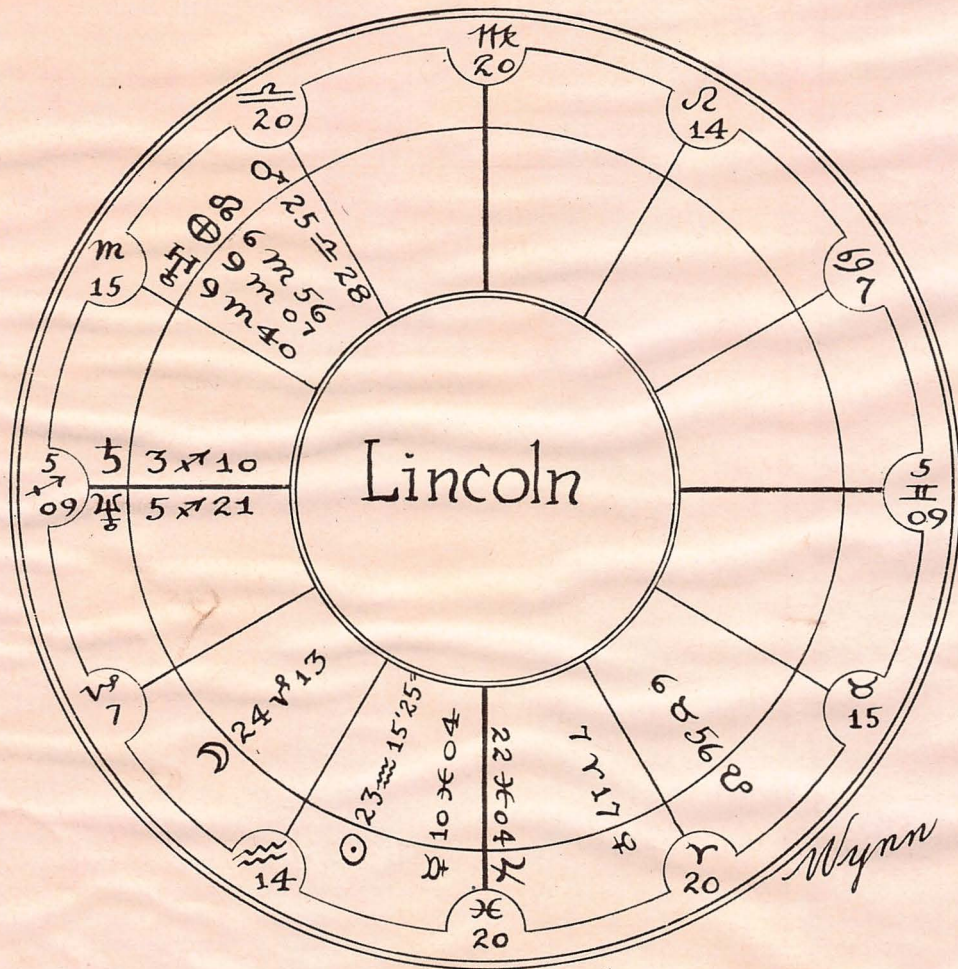 ♍
20
♎
20
♌
14
♂ 25 ♎ 28
☊ 6 ♏ 56
⊕ 9 ♏ 07
♅ 9 ♏ 40
♏
15
♋
7
Lincoln
5 ♐ 09
♄ 3 ♐ 10
♆ 5 ♐ 21
5 ♊ 09
♑
7
☽ 24 ♑ 13
☉ 23 ♒ 15'25"
☿ 10 ♓ 04
22 ♓ 04 ♃
7 ♈ 17 ♀
6 ♉ 56 ☋
♉
15
♒
14
♈
20
♓
20
Wynn